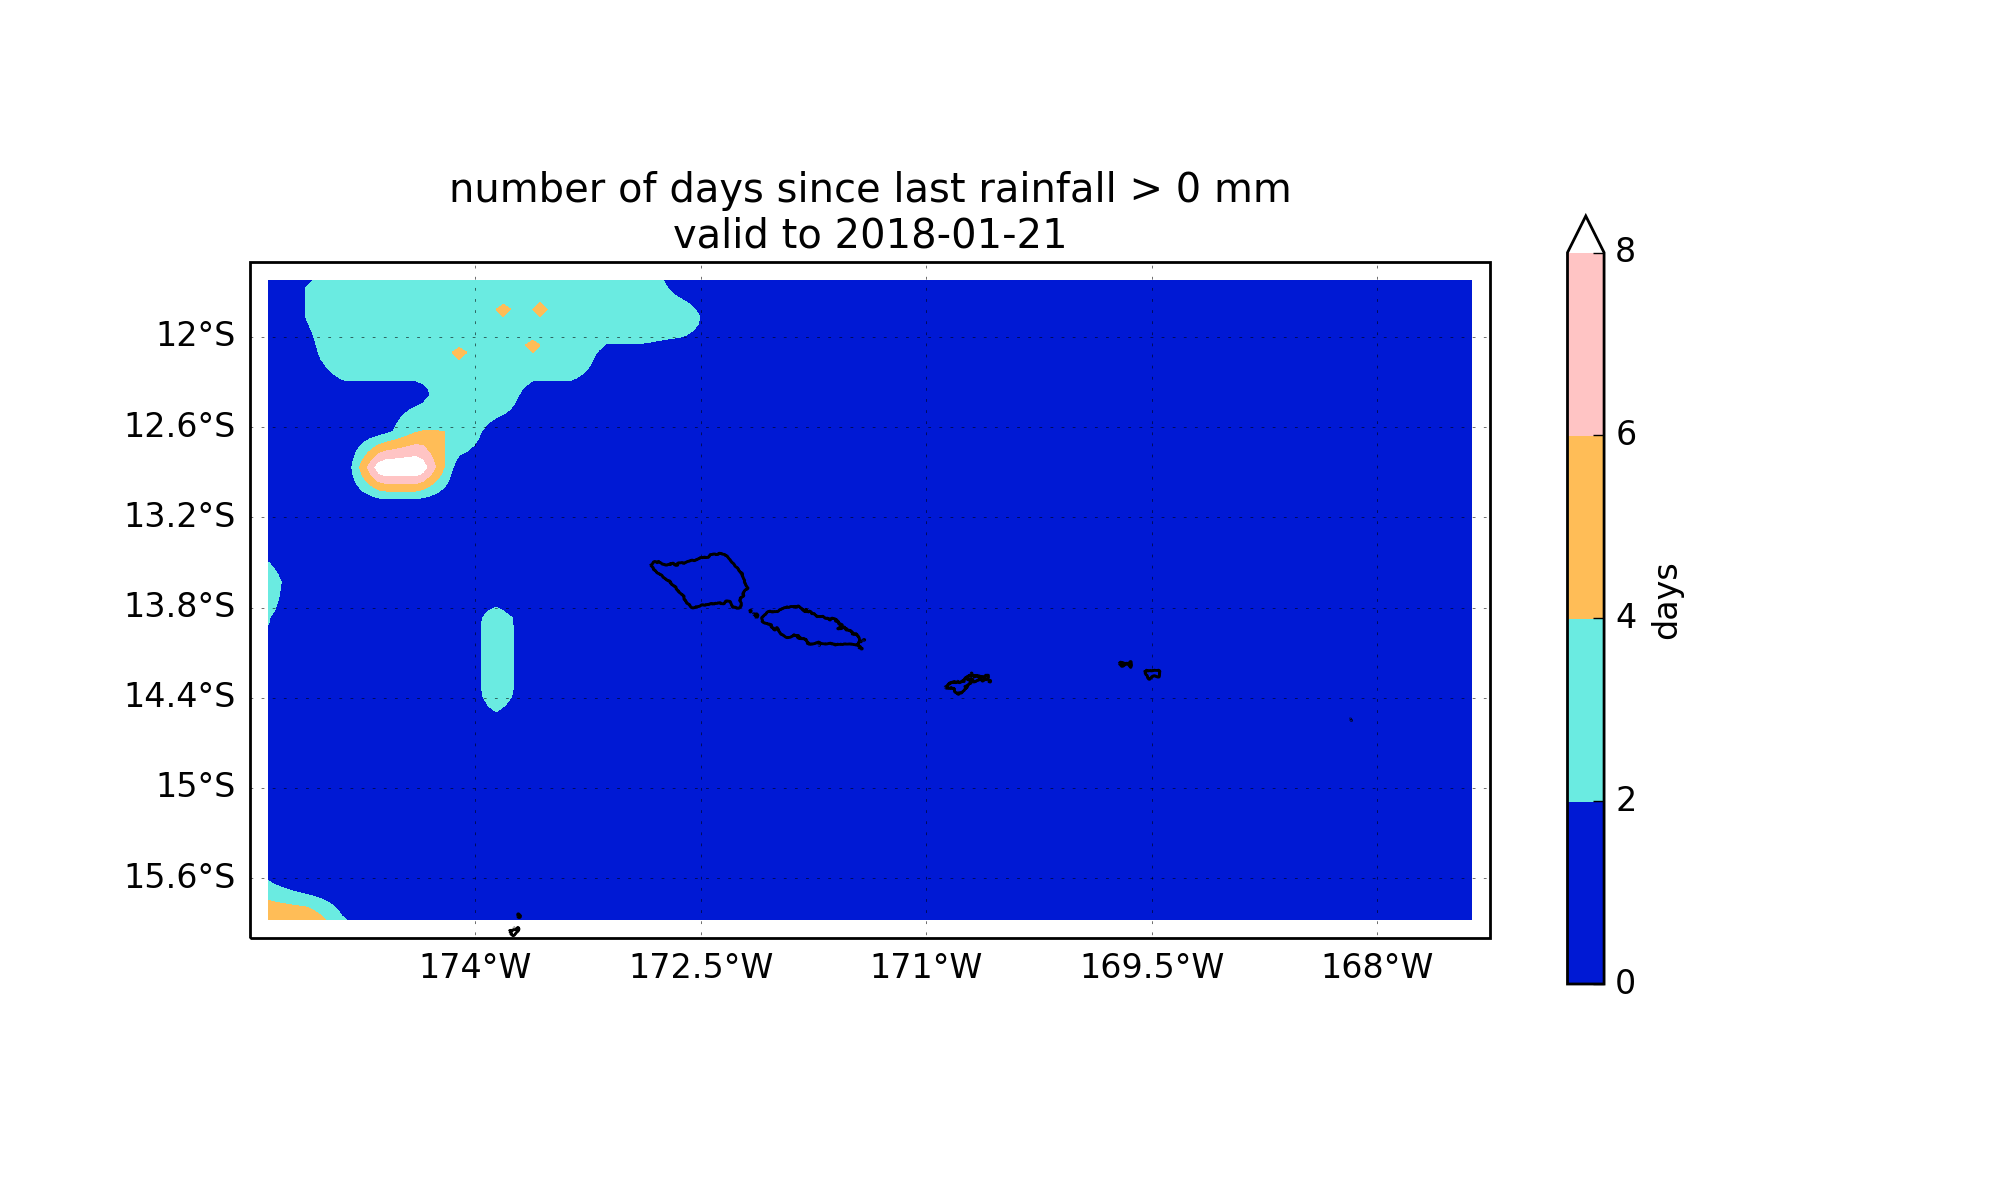 number of days since last rainfall > 0 mm
valid to 2018-01-21
12°S
12.6°S
13.2°S
13.8°S
14.4°S
15°S
15.6°S
174°W 172.5°W 171°W 169.5°W 168°W
8
6
4
2
0
days